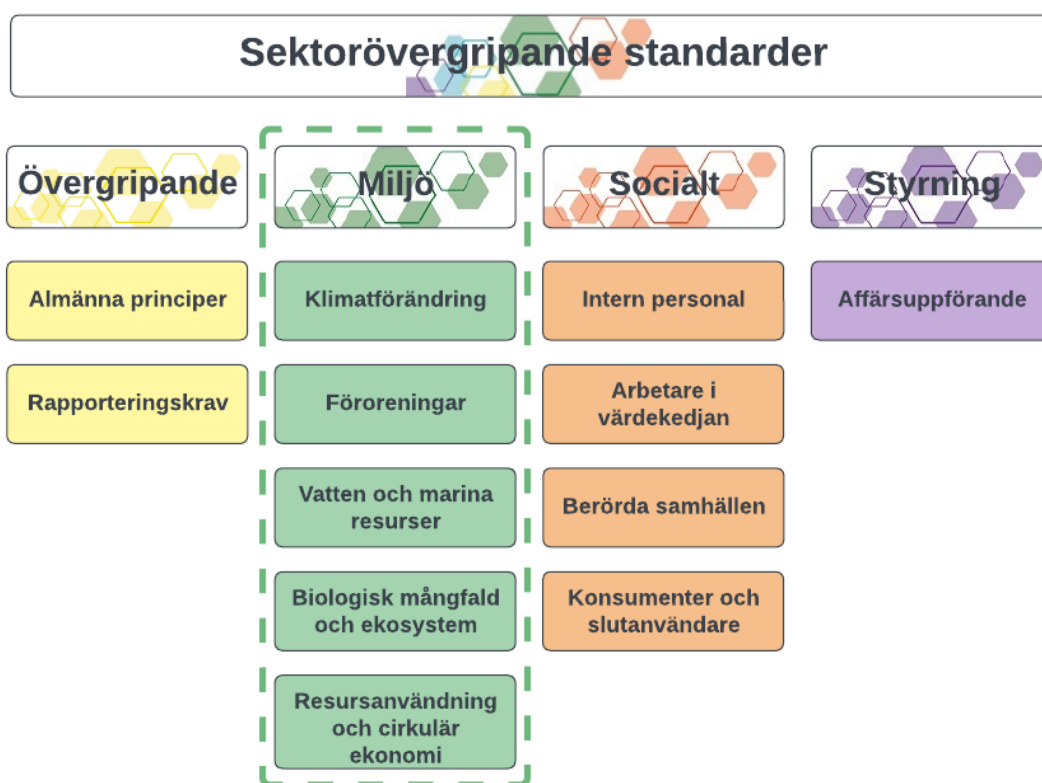 Sektorövergripande standarder
Övergripande
Miljö
Socialt
Styrning
Almänna principer
Klimatförändring
Intern personal
Affärsuppförande
Rapporteringskrav
Föroreningar
Arbetare i
värdekedjan
Vatten och marina
resurser
Berörda samhällen
Biologisk mångfald
och ekosystem
Konsumenter och
slutanvändare
Resursanvändning
och cirkulär
ekonomi